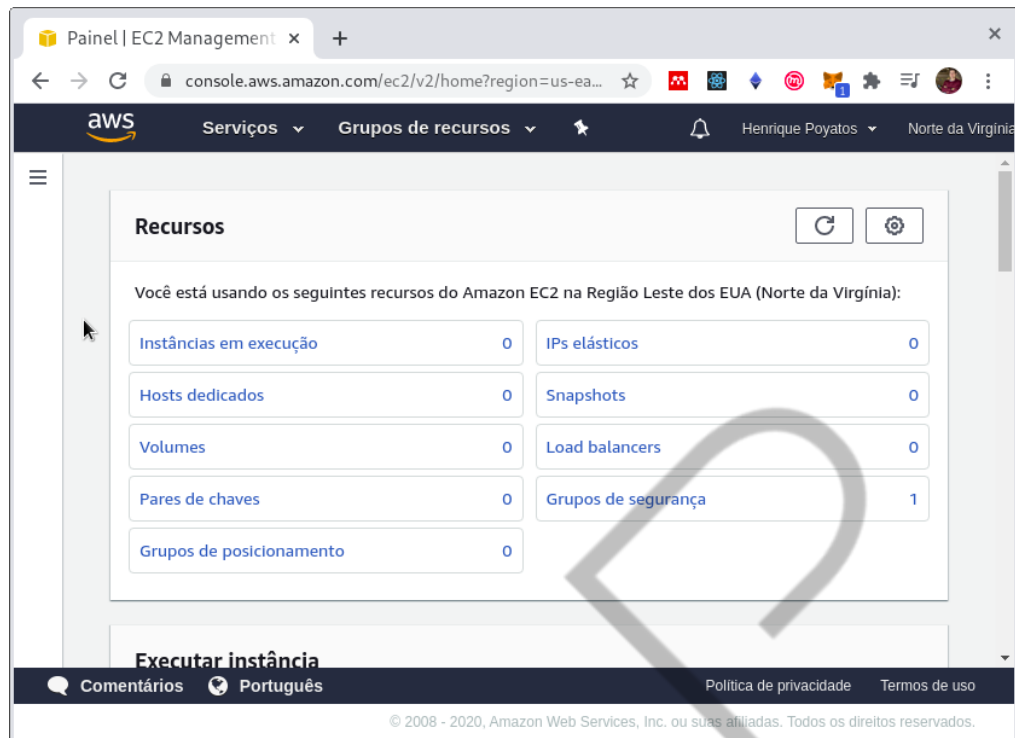 Painel | EC2 Management
console.aws.amazon.com/ec2/v2/home?region=us-ea...
1
aws
Serviços
Grupos de recursos
Henrique Poyatos
Norte da Virgínia
Recursos
Você está usando os seguintes recursos do Amazon EC2 na Região Leste dos EUA (Norte da Virgínia):
Instâncias em execução 0
IPs elásticos 0
Hosts dedicados 0
Snapshots 0
Volumes 0
Load balancers 0
Pares de chaves 0
Grupos de segurança 1
Grupos de posicionamento 0
Executar instância
Comentários
Português
Política de privacidade
Termos de uso
© 2008 - 2020, Amazon Web Services, Inc. ou suas afiliadas. Todos os direitos reservados.